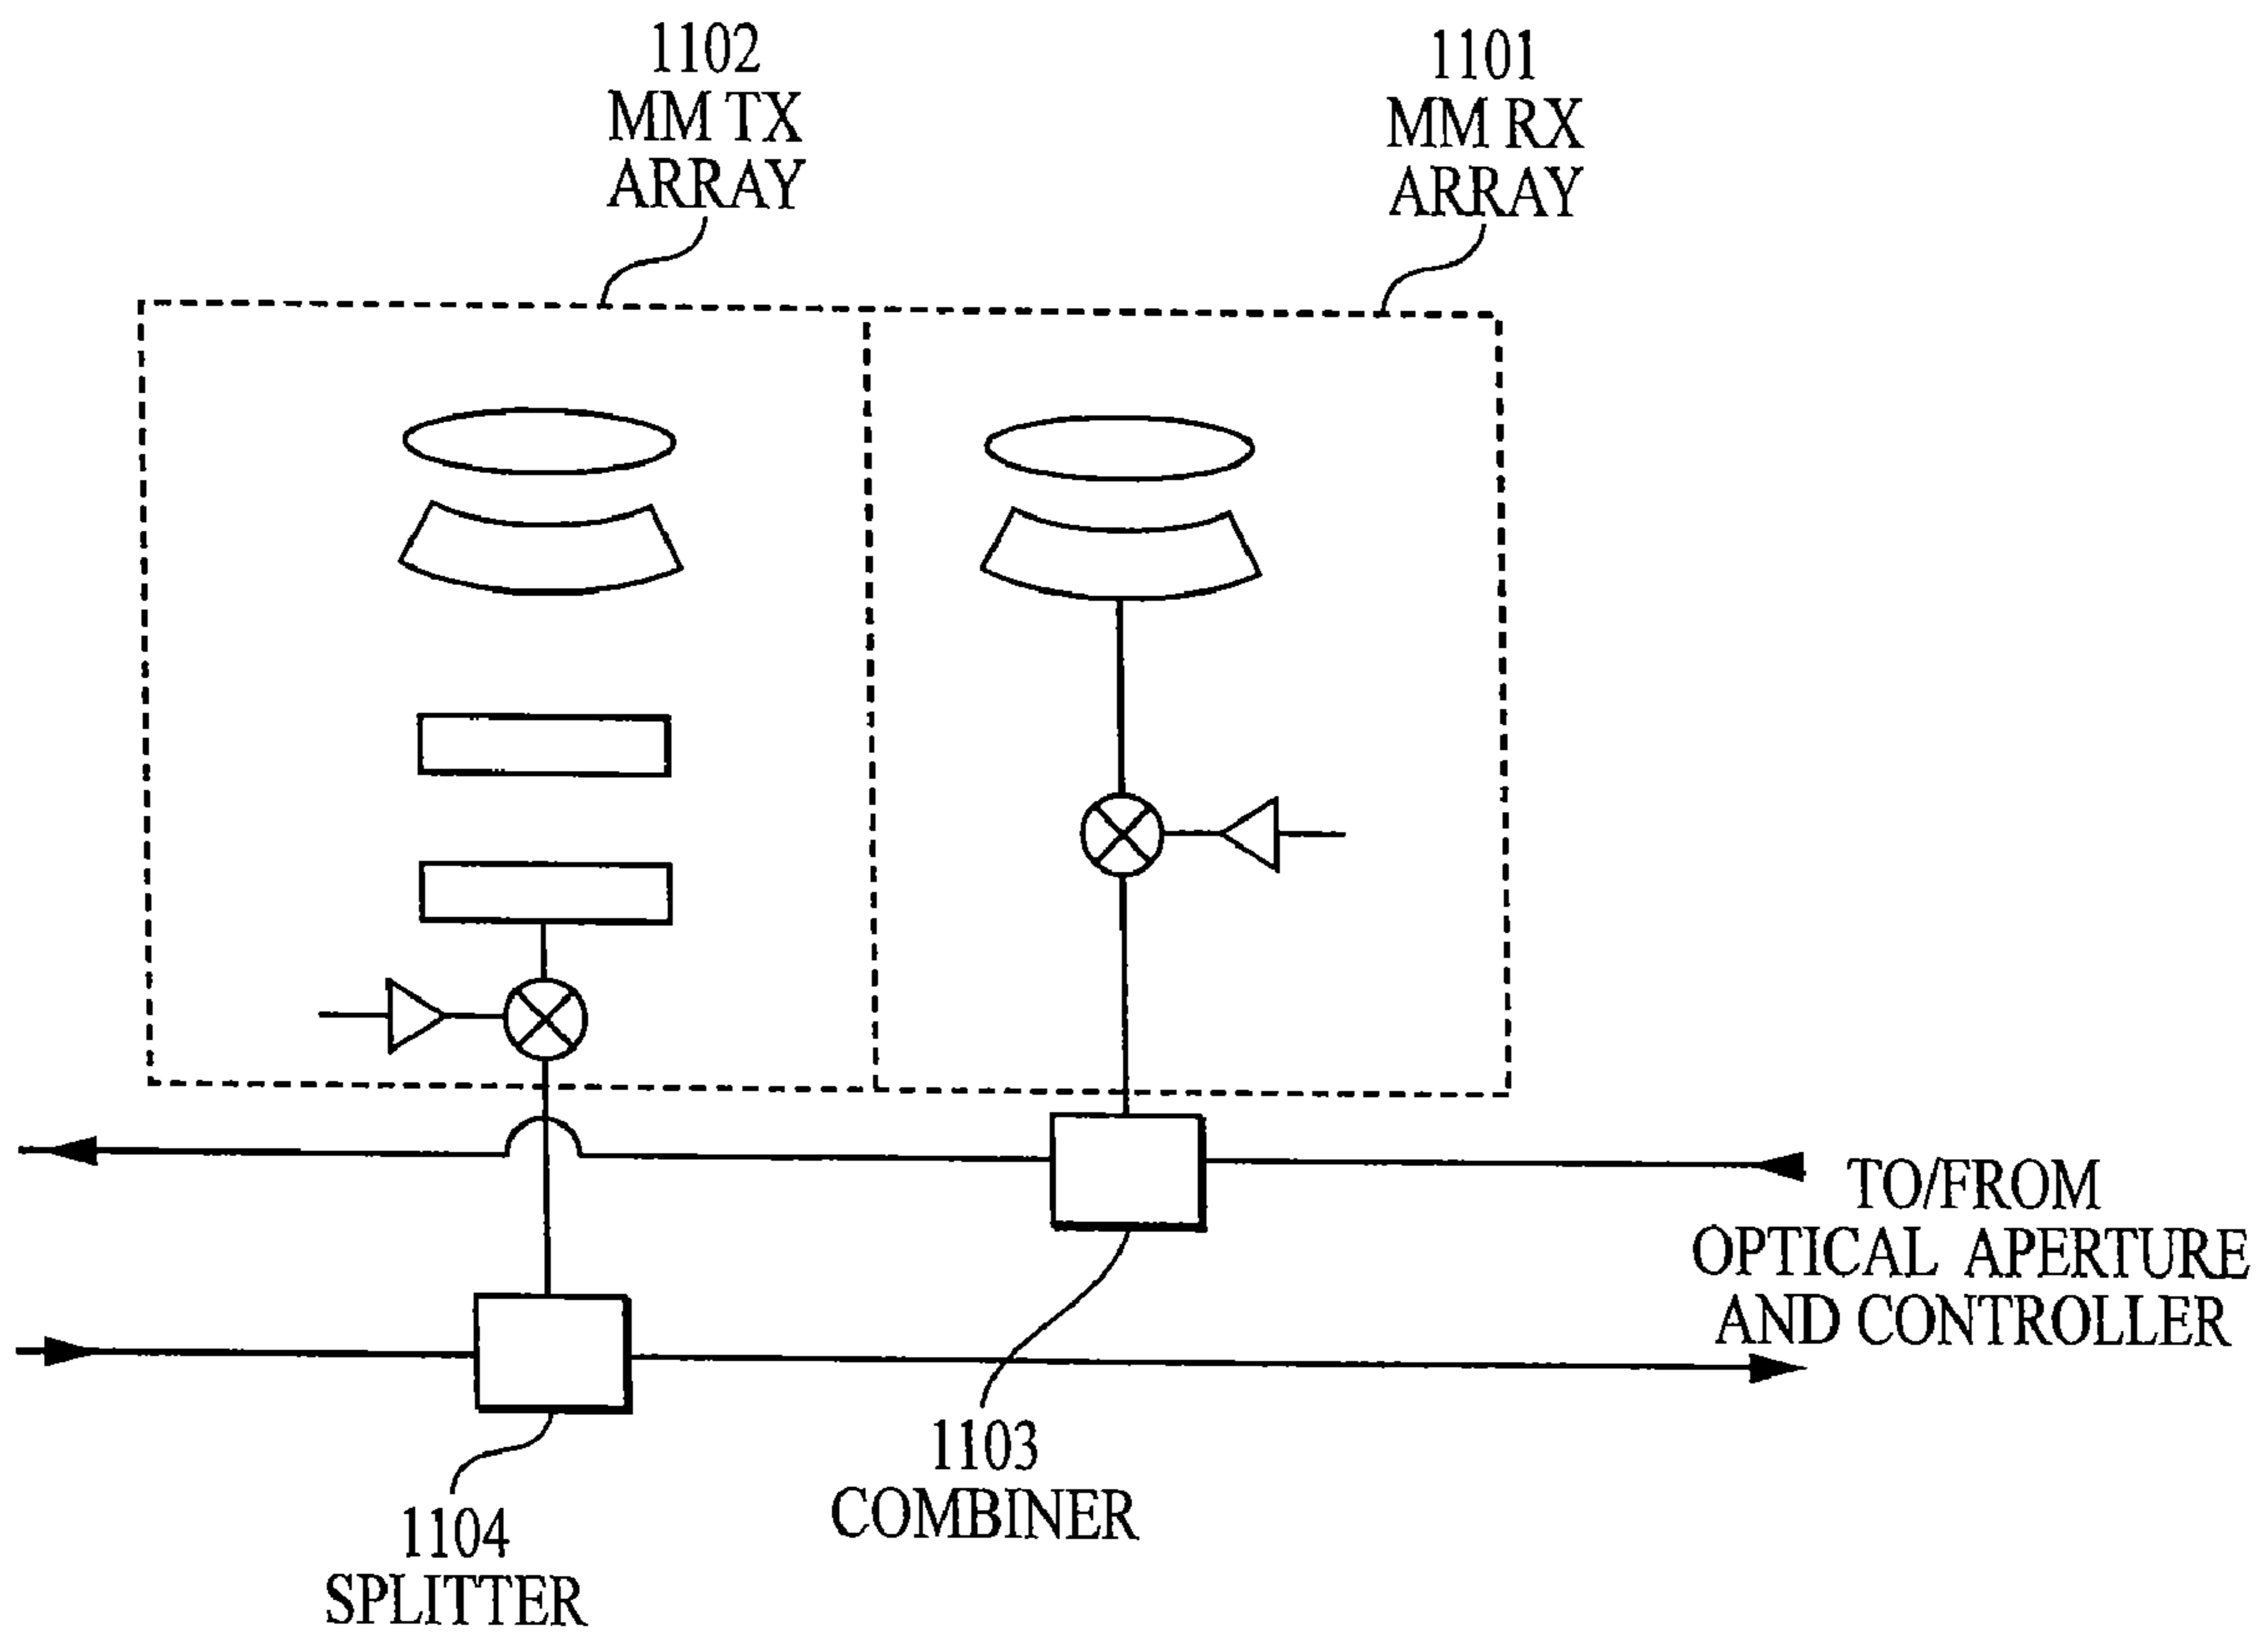 1102
MM TX
ARRAY
1101
MM RX
ARRAY
TO/FROM
OPTICAL APERTURE
AND CONTROLLER
1103
COMBINER
1104
SPLITTER